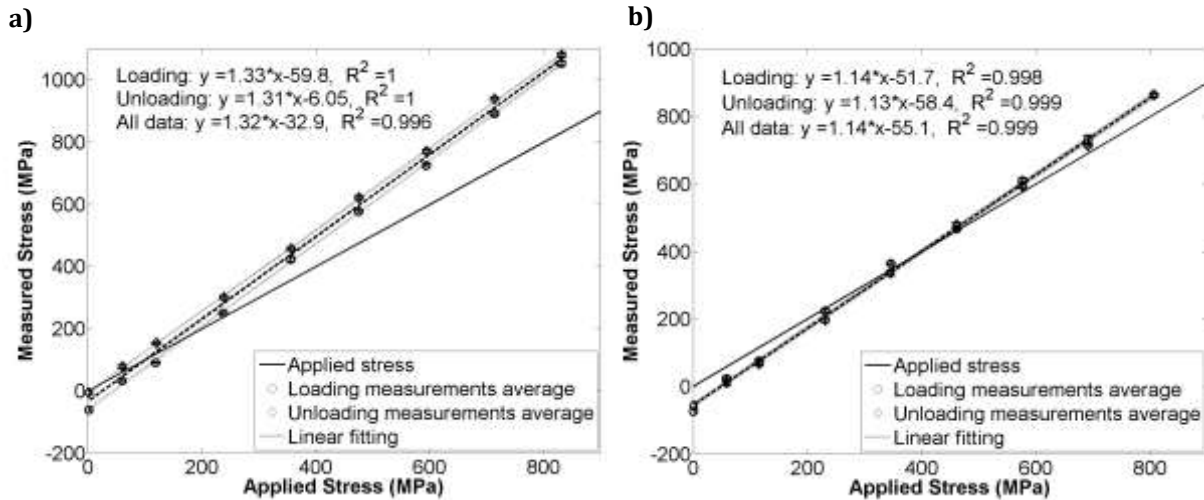 a)
Measured Stress (MPa)
1000
800
600
400
200
0
-200
Loading: y =1.33*x-59.8, R² =1
Unloading: y =1.31*x-6.05, R² =1
All data: y =1.32*x-32.9, R² =0.996
Applied stress
Loading measurements average
Unloading measurements average
Linear fitting
0 200 400 600 800
Applied Stress (MPa)
b)
Measured Stress (MPa)
1000
800
600
400
200
0
-200
Loading: y =1.14*x-51.7, R² =0.998
Unloading: y =1.13*x-58.4, R² =0.999
All data: y =1.14*x-55.1, R² =0.999
Applied stress
Loading measurements average
Unloading measurements average
Linear fitting
0 200 400 600 800
Applied Stress (MPa)